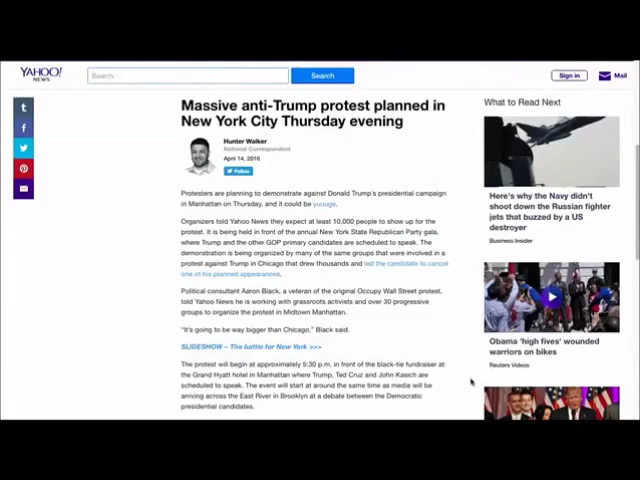 YAHOO!
NEWS
Search
Search
Sign in
Mail
Massive anti-Trump protest planned in
New York City Thursday evening
Hunter Walker
National Correspondent
April 14, 2016
Follow
Protesters are planning to demonstrate against Donald Trump's presidential campaign
in Manhattan on Thursday, and it could be yuuuge.
Organizers told Yahoo News they expect at least 10,000 people to show up for the
protest. It is being held in front of the annual New York State Republican Party gala,
where Trump and the other GOP primary candidates are scheduled to speak. The
demonstration is being organized by many of the same groups that were involved in a
protest against Trump in Chicago that drew thousands and led the candidate to cancel
one of his planned appearances.
Political consultant Aaron Black, a veteran of the original Occupy Wall Street protest,
told Yahoo News he is working with grassroots activists and over 30 progressive
groups to organize the protest in Midtown Manhattan.
"It's going to be way bigger than Chicago," Black said.
SLIDESHOW – The battle for New York >>>
The protest will begin at approximately 5:30 p.m. in front of the black-tie fundraiser at
the Grand Hyatt hotel in Manhattan where Trump, Ted Cruz and John Kasich are
scheduled to speak. The event will start at around the same time as media will be
arriving across the East River in Brooklyn at a debate between the Democratic
presidential candidates.
What to Read Next
Here's why the Navy didn't
shoot down the Russian fighter
jets that buzzed by a US
destroyer
Business Insider
Obama 'high fives' wounded
warriors on bikes
Reuters Videos